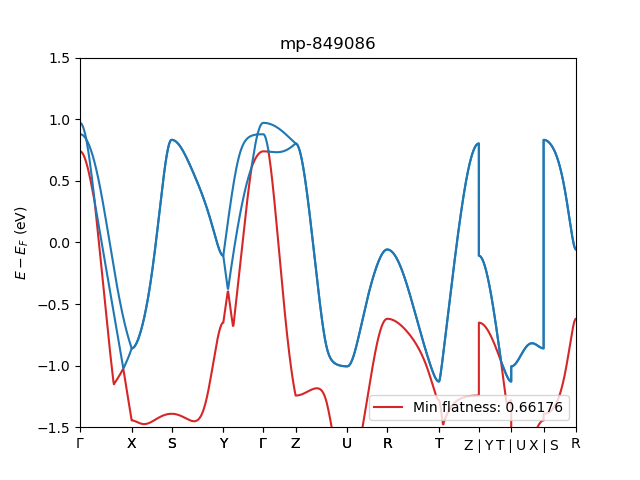 mp-849086
E − E_F (eV)
1.5
1.0
0.5
0.0
−0.5
−1.0
−1.5
Min flatness: 0.66176
Γ X S Y Γ Z U R T Z | Y T | U X | S R